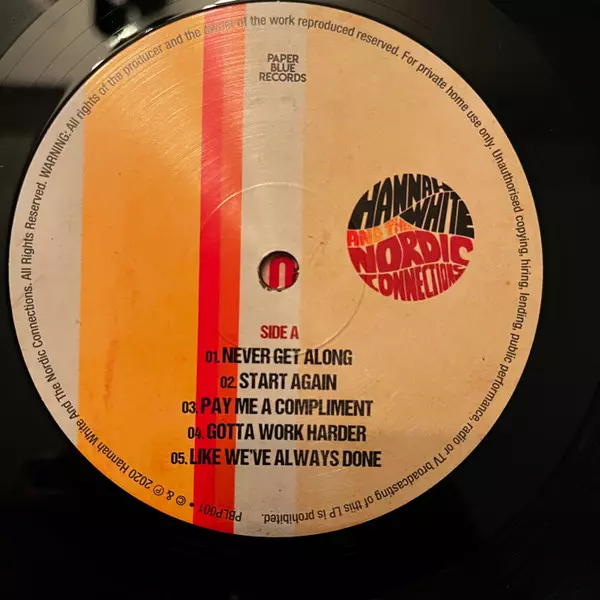 PAPER
BLUE
RECORDS
HANNAH
WHITE
AND THE
NORDIC
CONNECTIONS
SIDE A
01. NEVER GET ALONG
02. START AGAIN
03. PAY ME A COMPLIMENT
04. GOTTA WORK HARDER
05. LIKE WE'VE ALWAYS DONE
PBLP001 • © & ℗ 2020 Hannah White And The Nordic Connections. All Rights Reserved. WARNING: All rights of the producer and the owner of the work reproduced reserved. For private home use only. Unauthorised copying, hiring, lending, public performance, radio or TV broadcasting of this LP is prohibited.